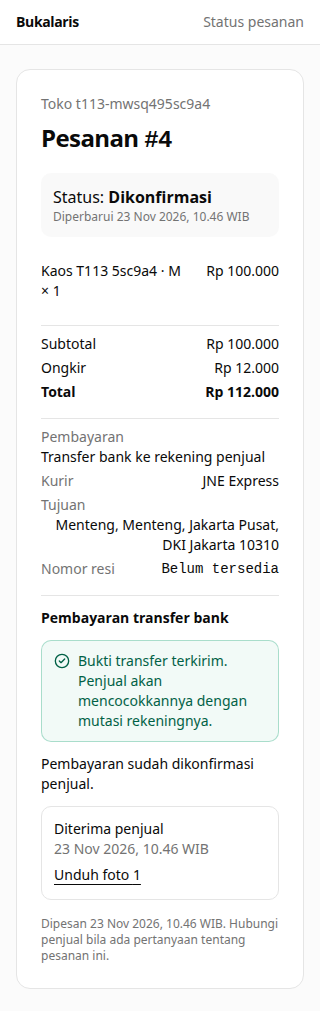 Bukalaris
Status pesanan
Toko t113-mwsq495sc9a4
Pesanan #4
Status: Dikonfirmasi
Diperbarui 23 Nov 2026, 10.46 WIB
Kaos T113 5sc9a4 · M Rp 100.000
× 1
Subtotal Rp 100.000
Ongkir Rp 12.000
Total Rp 112.000
Pembayaran
Transfer bank ke rekening penjual
Kurir JNE Express
Tujuan
Menteng, Menteng, Jakarta Pusat,
DKI Jakarta 10310
Nomor resi Belum tersedia
Pembayaran transfer bank
Bukti transfer terkirim.
Penjual akan
mencocokkannya dengan
mutasi rekeningnya.
Pembayaran sudah dikonfirmasi
penjual.
Diterima penjual
23 Nov 2026, 10.46 WIB
Unduh foto 1
Dipesan 23 Nov 2026, 10.46 WIB. Hubungi
penjual bila ada pertanyaan tentang
pesanan ini.